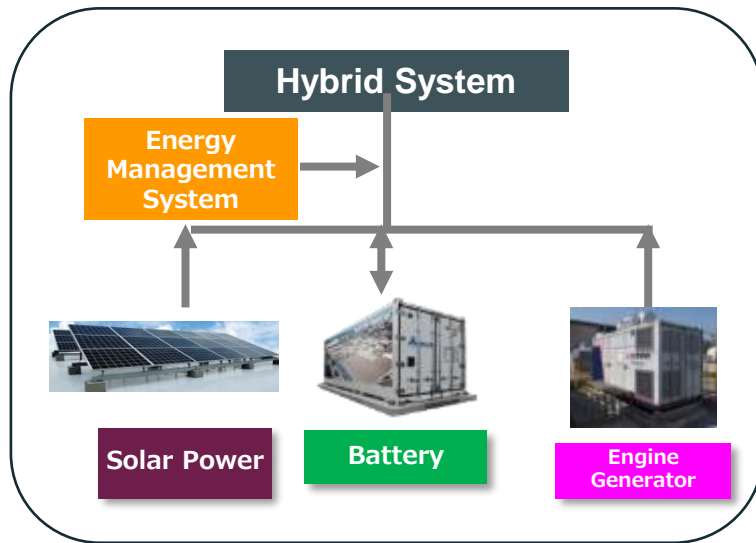 Hybrid System
Energy
Management
System
Solar Power
Battery
Engine
Generator